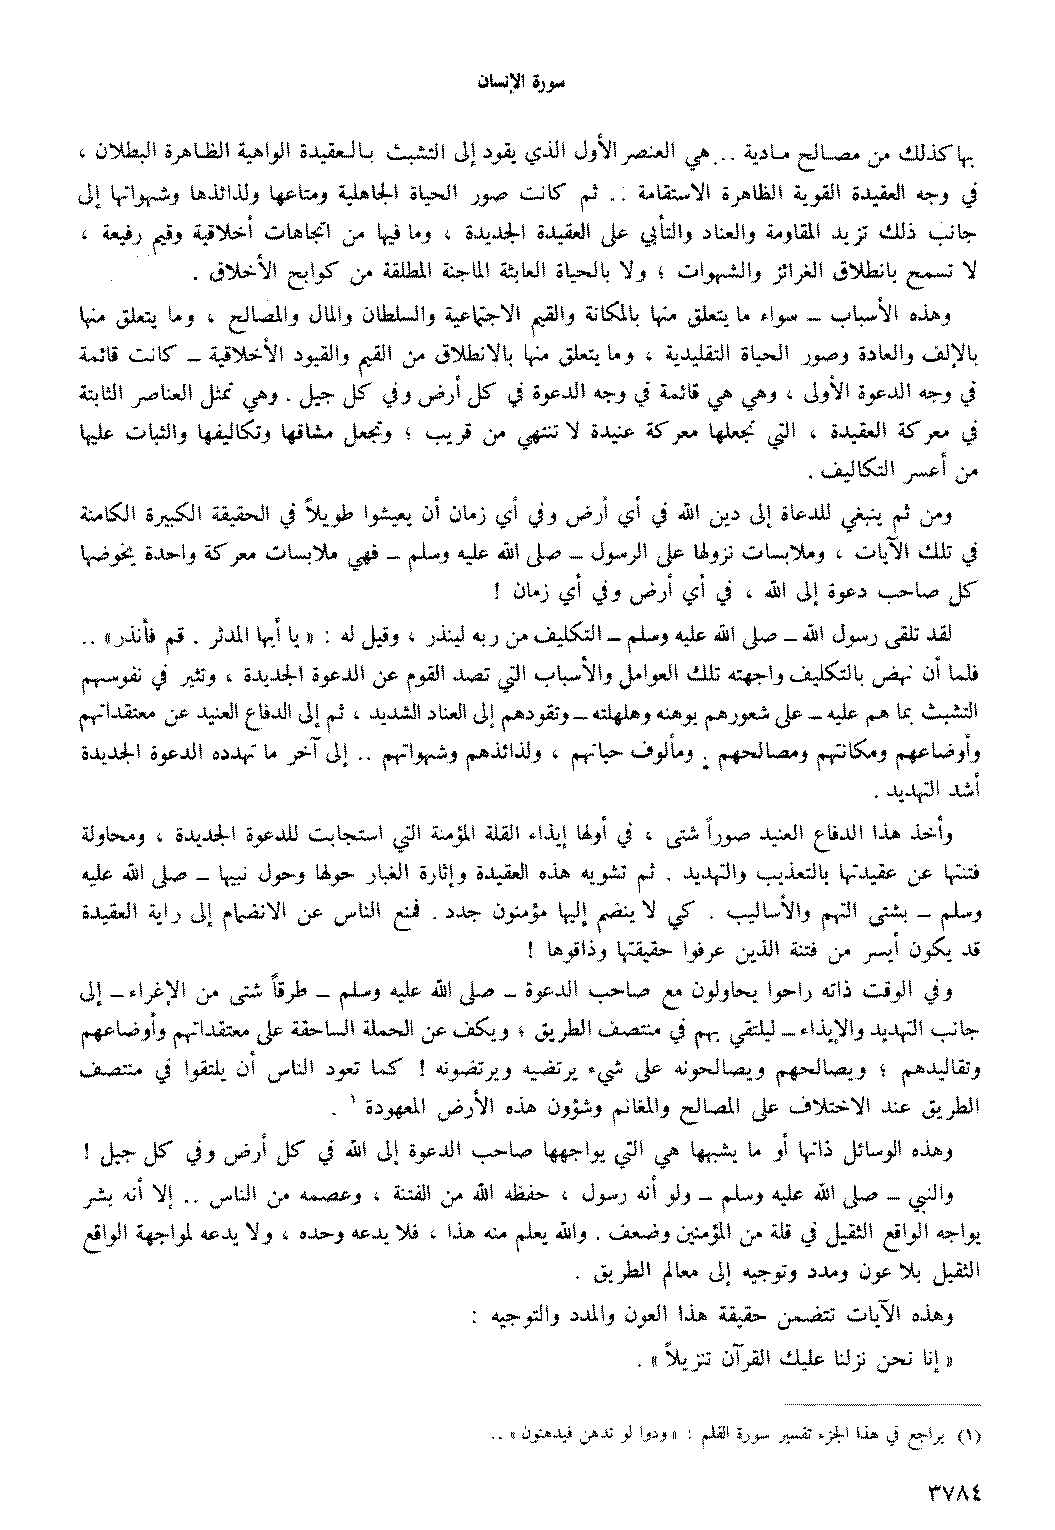 سورة الإنسان
بها كذلك من مصالح مادية .. هي العنصر الأول الذي يقود إلى التشبث بالعقيدة الواهية الظاهرة البطلان ،
في وجه العقيدة القوية الظاهرة الاستقامة .. ثم كانت صور الحياة الجاهلية ومتاعها ولذائذها وشهواتها إلى
جانب ذلك تزيد المقاومة والعناد والتأبي على العقيدة الجديدة ، وما فيها من اتجاهات أخلاقية وقيم رفيعة ،
لا تسمح بانطلاق الغرائز والشهوات ؛ ولا بالحياة العابثة الماجنة المطلقة من كوابح الأخلاق .
وهذه الأسباب – سواء ما يتعلق منها بالمكانة والقيم الاجتماعية والسلطان والمال والمصالح ، وما يتعلق منها
بالإلف والعادة وصور الحياة التقليدية ، وما يتعلق منها بالانطلاق من القيم والقيود الأخلاقية – كانت قائمة
في وجه الدعوة الأولى ، وهي هي قائمة في وجه الدعوة في كل أرض وفي كل جيل . وهي تمثل العناصر الثابتة
في معركة العقيدة ، التي تجعلها معركة عنيدة لا تنتهي من قريب ؛ وتجعل مشاقها وتكاليفها والثبات عليها
من أعسر التكاليف .
ومن ثم ينبغي للدعاة إلى دين الله في أي أرض وفي أي زمان أن يعيشوا طويلاً في الحقيقة الكبيرة الكامنة
في تلك الآيات ، وملابسات نزولها على الرسول – صلى الله عليه وسلم – فهي ملابسات معركة واحدة يخوضها
كل صاحب دعوة إلى الله ، في أي أرض وفي أي زمان !
لقد تلقى رسول الله – صلى الله عليه وسلم – التكليف من ربه لينذر ، وقيل له : « يا أيها المدثر . قم فأنذر» ..
فلما أن نهض بالتكليف واجهته تلك العوامل والأسباب التي تصد القوم عن الدعوة الجديدة ، وتثير في نفوسهم
التشبث بما هم عليه – على شعورهم بوهنه وهلهلته – وتقودهم إلى العناد الشديد ، ثم إلى الدفاع العنيد عن معتقداتهم
وأوضاعهم ومكانتهم ومصالحهم . ومألوف حياتهم ، ولذائذهم وشهواتهم .. إلى آخر ما تهدده الدعوة الجديدة
أشد التهديد .
وأخذ هذا الدفاع العنيد صوراً شتى ، في أولها إيذاء القلة المؤمنة التي استجابت للدعوة الجديدة ، ومحاولة
فتنتها عن عقيدتها بالتعذيب والتهديد . ثم تشويه هذه العقيدة وإثارة الغبار حولها وحول نبيها – صلى الله عليه
وسلم – بشتى التهم والأساليب . كي لا ينضم إليها مؤمنون جدد . فمنع الناس عن الانضمام إلى راية العقيدة
قد يكون أيسر من فتنة الذين عرفوا حقيقتها وذاقوها !
وفي الوقت ذاته راحوا يحاولون مع صاحب الدعوة – صلى الله عليه وسلم – طرقاً شتى من الإغراء – إلى
جانب التهديد والإيذاء – ليلتقي بهم في منتصف الطريق ؛ ويكف عن الحملة الساحقة على معتقداتهم وأوضاعهم
وتقاليدهم ؛ ويصالحهم ويصالحونه على شيء يرتضيه ويرتضونه ! كما تعود الناس أن يلتقوا في منتصف
الطريق عند الاختلاف على المصالح والمغانم وشؤون هذه الأرض المعهودة ١ .
وهذه الوسائل ذاتها أو ما يشبهها هي التي يواجهها صاحب الدعوة إلى الله في كل أرض وفي كل جيل !
والنبي – صلى الله عليه وسلم – ولو أنه رسول ، حفظه الله من الفتنة ، وعصمه من الناس .. إلا أنه بشر
يواجه الواقع الثقيل في قلة من المؤمنين وضعف . والله يعلم منه هذا ، فلا يدعه وحده ، ولا يدعه لمواجهة الواقع
الثقيل بلا عون ومدد وتوجيه إلى معالم الطريق .
وهذه الآيات تتضمن حقيقة هذا العون والمدد والتوجيه :
« إنا نحن نزلنا عليك القرآن تنزيلاً » .
(١) يراجع في هذا الجزء تفسير سورة القلم : « ودوا لو تدهن فيدهنون » ..
٣٧٨٤